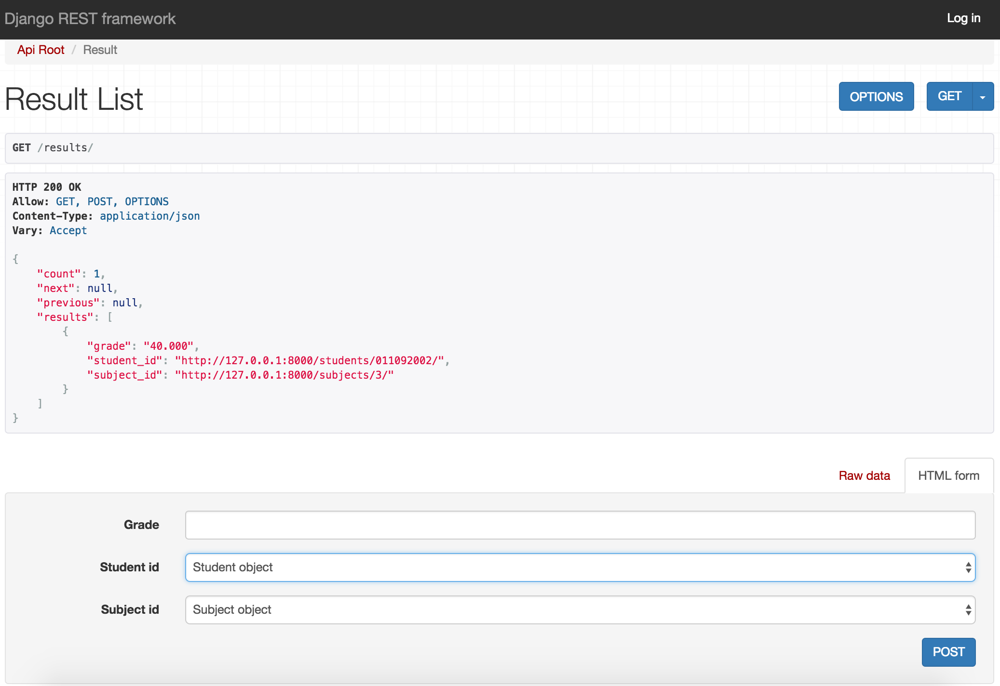 Django REST framework
Log in
Api Root / Result
Result List
OPTIONS
GET
GET /results/
HTTP 200 OK
Allow: GET, POST, OPTIONS
Content-Type: application/json
Vary: Accept
{
    "count": 1,
    "next": null,
    "previous": null,
    "results": [
        {
            "grade": "40.000",
            "student_id": "http://127.0.0.1:8000/students/011092002/",
            "subject_id": "http://127.0.0.1:8000/subjects/3/"
        }
    ]
}
Raw data
HTML form
Grade
Student id
Student object
Subject id
Subject object
POST